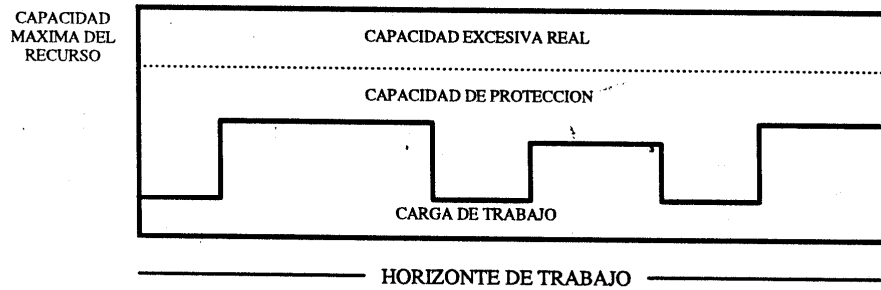 CAPACIDAD
MAXIMA DEL
RECURSO
CAPACIDAD EXCESIVA REAL
CAPACIDAD DE PROTECCION
CARGA DE TRABAJO
HORIZONTE DE TRABAJO